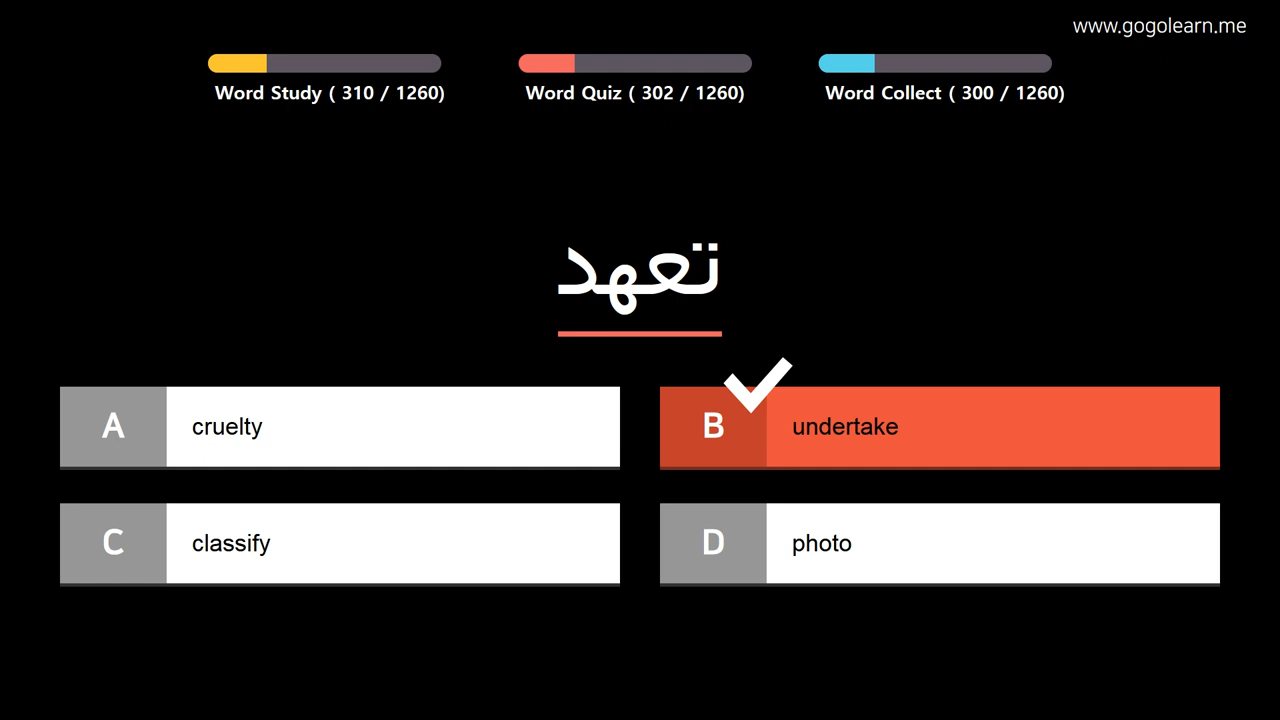 www.gogolearn.me
Word Study ( 310 / 1260)
Word Quiz ( 302 / 1260)
Word Collect ( 300 / 1260)
تعهد
A cruelty
B undertake
C classify
D photo